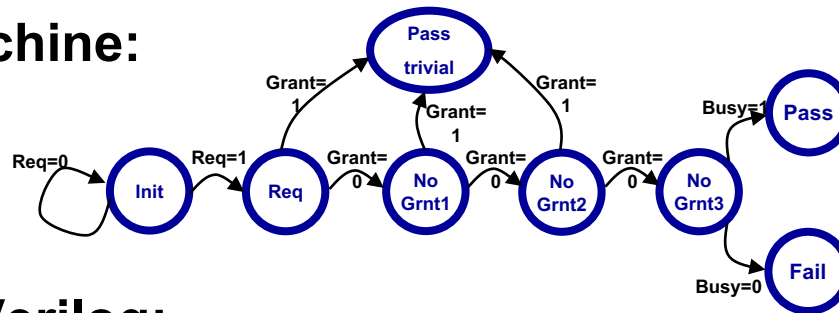 chine:
Pass
trivial
Grant=
1
Grant=
1
Grant=
1
Busy=1
Pass
Req=0
Req=1
Grant=
0
Grant=
0
Grant=
0
Init
Req
No
Grnt1
No
Grnt2
No
Grnt3
Busy=0
Fail
Verilog: